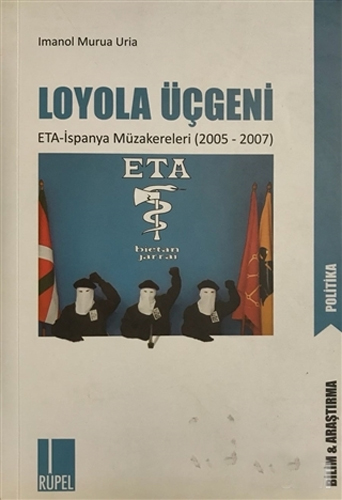 Imanol Murua Uria
LOYOLA ÜÇGENİ
ETA-İspanya Müzakereleri (2005 - 2007)
ETA
bietan
jarrai
POLİTİKA
BİLİM & ARAŞTIRMA
RUPEL